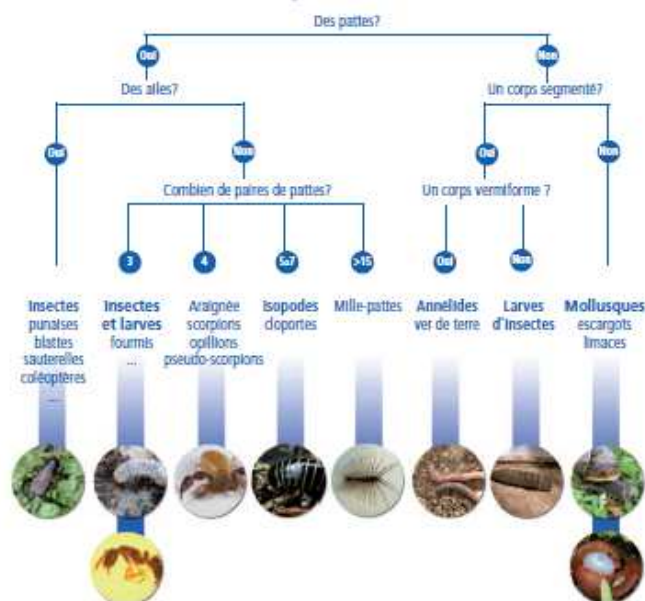 Des pattes?
Oui
Non
Des ailes?
Un corps segmenté?
Oui
Non
Oui
Non
Combien de paires de pattes?
Un corps vermiforme ?
3
4
5à7
>15
Oui
Non
Insectes
punaises
blattes
sauterelles
coléoptères
...
Insectes
et larves
fourmis
...
Araignée
scorpions
opillions
pseudo-scorpions
Isopodes
cloportes
Mille-pattes
Annélides
ver de terre
Larves
d'insectes
Mollusques
escargots
limaces